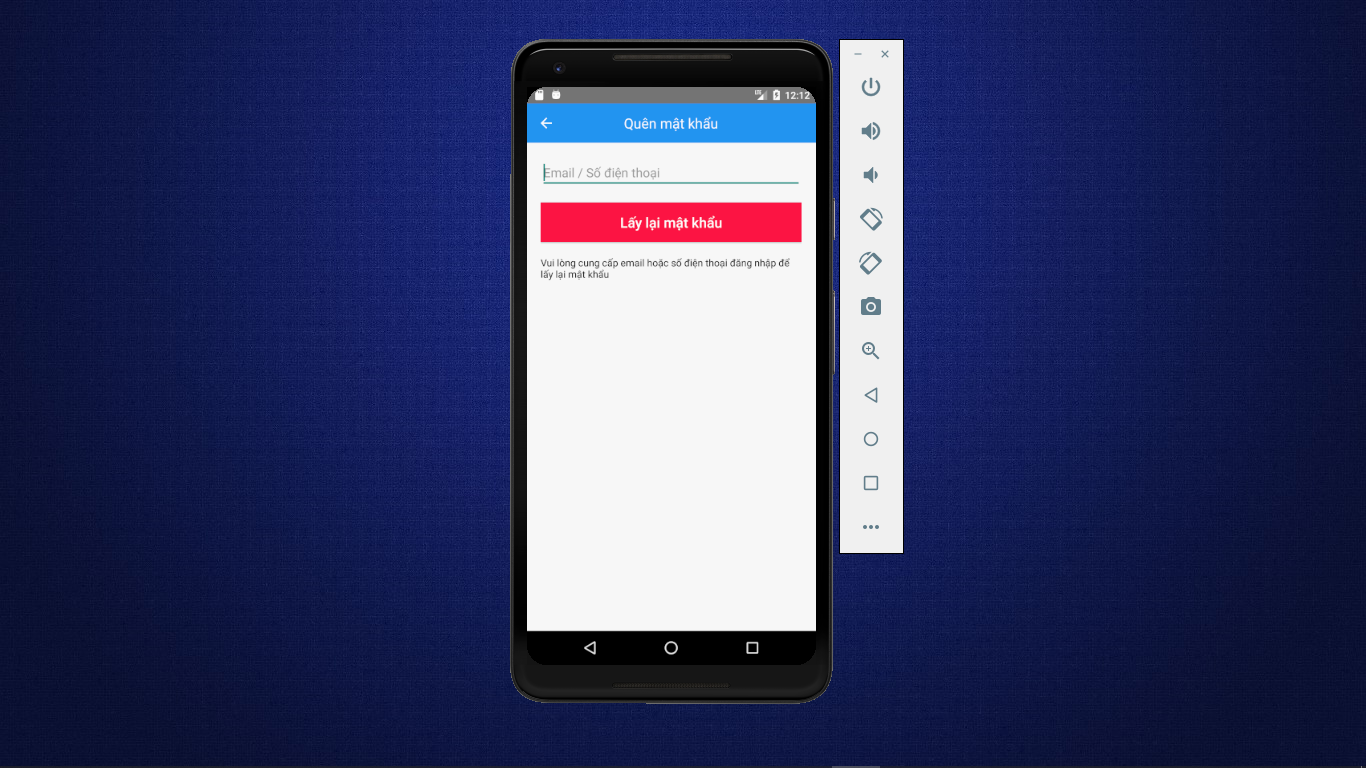 12:12
Quên mật khẩu
Email / Số điện thoại
Lấy lại mật khẩu
Vui lòng cung cấp email hoặc số điện thoại đăng nhập để
lấy lại mật khẩu